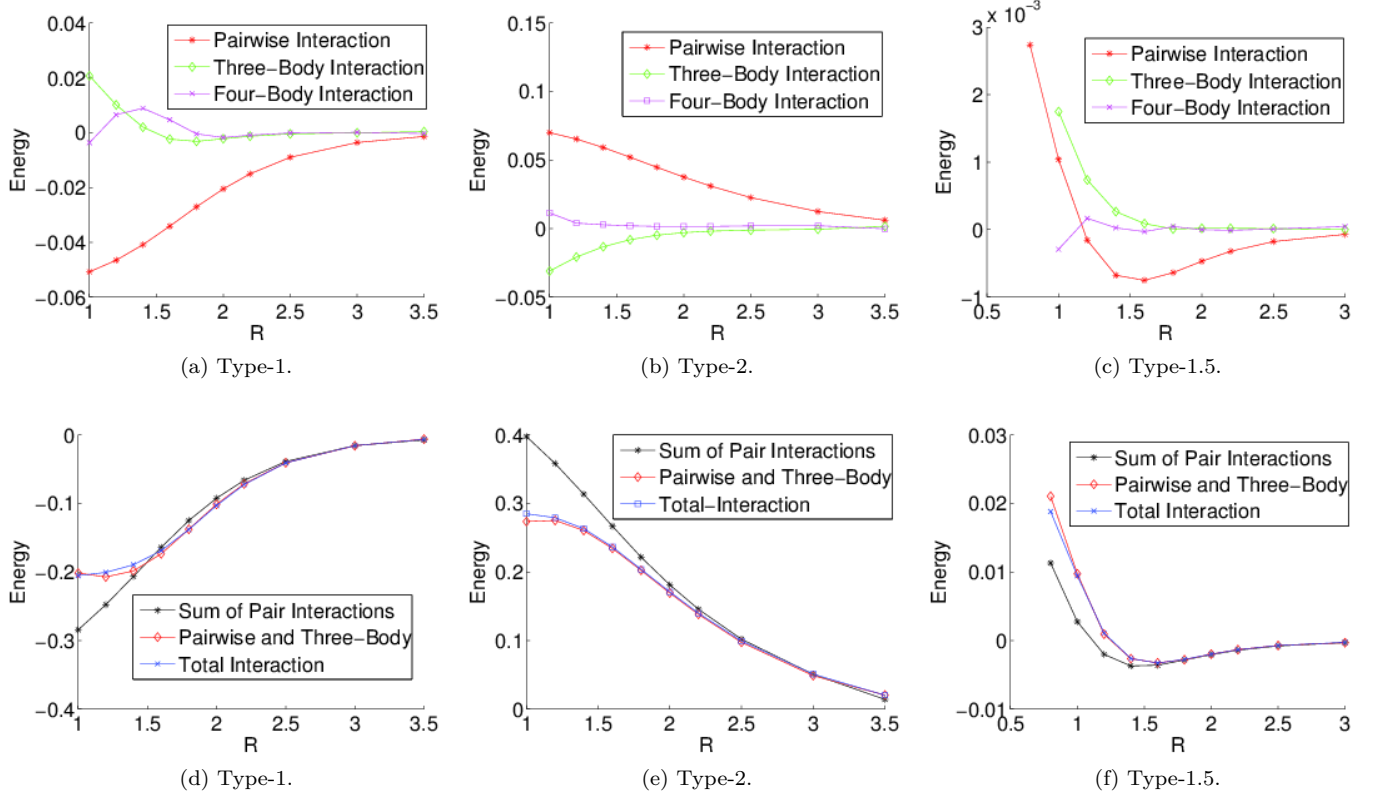 0.04
0.02
0
−0.02
−0.04
−0.06
Energy
Pairwise Interaction
Three−Body Interaction
Four−Body Interaction
1
1.5
2
2.5
3
3.5
R
(a) Type-1.
0.15
0.1
0.05
0
−0.05
Energy
Pairwise Interaction
Three−Body Interaction
Four−Body Interaction
1
1.5
2
2.5
3
3.5
R
(b) Type-2.
x 10−3
3
2
1
0
−1
Energy
Pairwise Interaction
Three−Body Interaction
Four−Body Interaction
0.5
1
1.5
2
2.5
3
R
(c) Type-1.5.
0
−0.1
−0.2
−0.3
−0.4
Energy
Sum of Pair Interactions
Pairwise and Three−Body
Total Interaction
1
1.5
2
2.5
3
3.5
R
(d) Type-1.
0.4
0.3
0.2
0.1
0
Energy
Sum of Pair Interactions
Pairwise and Three−Body
Total−Interaction
1
1.5
2
2.5
3
3.5
R
(e) Type-2.
0.03
0.02
0.01
0
−0.01
Energy
Sum of Pair Interactions
Pairwise and Three−Body
Total Interaction
0.5
1
1.5
2
2.5
3
R
(f) Type-1.5.